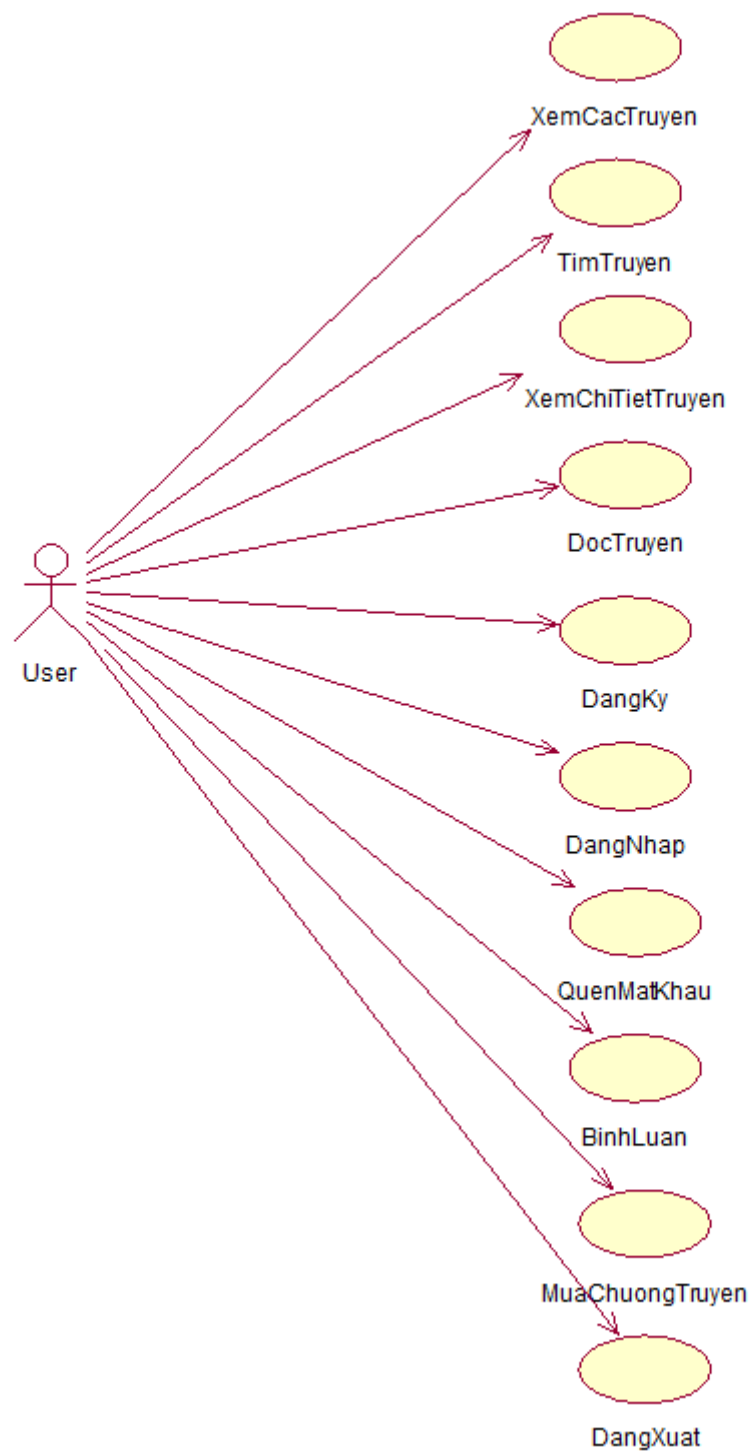 XemCacTruyen
TimTruyen
XemChiTietTruyen
DocTruyen
User
DangKy
DangNhap
QuenMatKhau
BinhLuan
MuaChuongTruyen
DangXuat